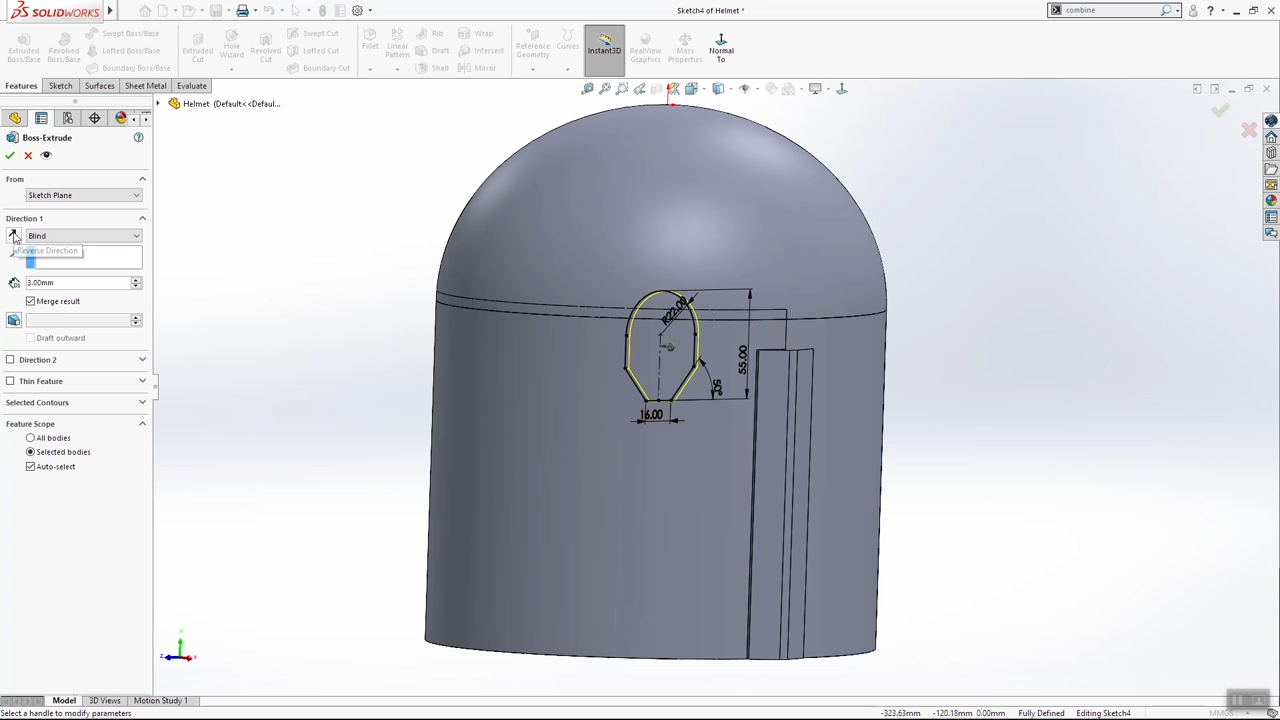 SOLIDWORKS
Sketch4 of Helmet *
combine
Extruded Boss/Base
Revolved Boss/Base
Swept Boss/Base
Lofted Boss/Base
Boundary Boss/Base
Extruded Cut
Hole Wizard
Revolved Cut
Swept Cut
Lofted Cut
Boundary Cut
Fillet
Linear Pattern
Rib
Draft
Shell
Wrap
Intersect
Mirror
Reference Geometry
Curves
Instant3D
RealView Graphics
Mass Properties
Normal To
Features
Sketch
Surfaces
Sheet Metal
Evaluate
Helmet (Default<<Defaul...
Boss-Extrude
From
Sketch Plane
Direction 1
Blind
Reverse Direction
3.00mm
Merge result
Draft outward
Direction 2
Thin Feature
Selected Contours
Feature Scope
All bodies
Selected bodies
Auto-select
R22.00
55.00
50°
16.00
Y
Z
X
Model
3D Views
Motion Study 1
Select a handle to modify parameters
-323.63mm
-120.18mm 0.00mm
Fully Defined
Editing Sketch4
MMGS